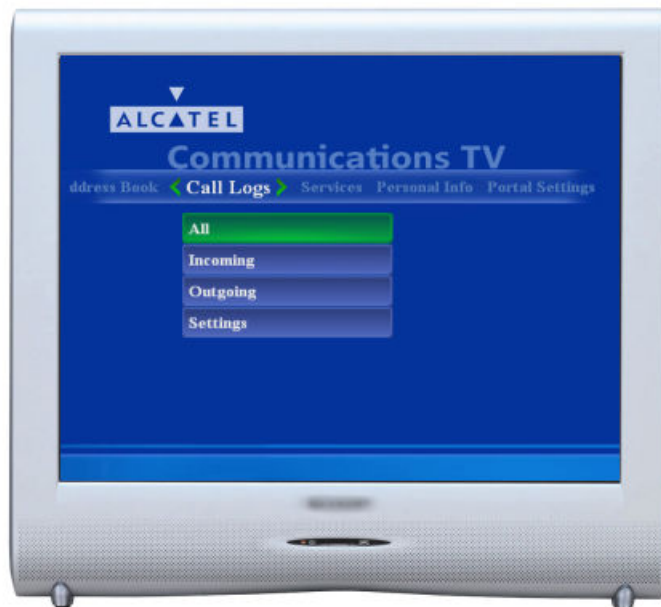 ALCATEL
Communications TV
ddress Book Call Logs Services Personal Info Portal Settings
All
Incoming
Outgoing
Settings